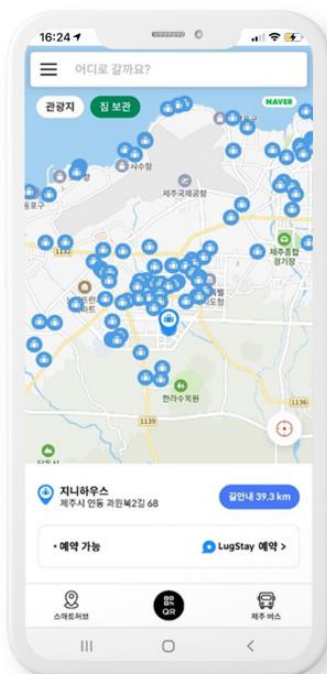 16:24
어디로 갈까요?
관광지
짐 보관
NAVER
사수항
제주국제공항
1132
제주종합
경기장
한라수목원
1139
1136
지니하우스
제주시 연동 과원북2길 68
길안내 39.3 km
• 예약 가능
LugStay 예약 >
스마트허브
QR
제주 버스